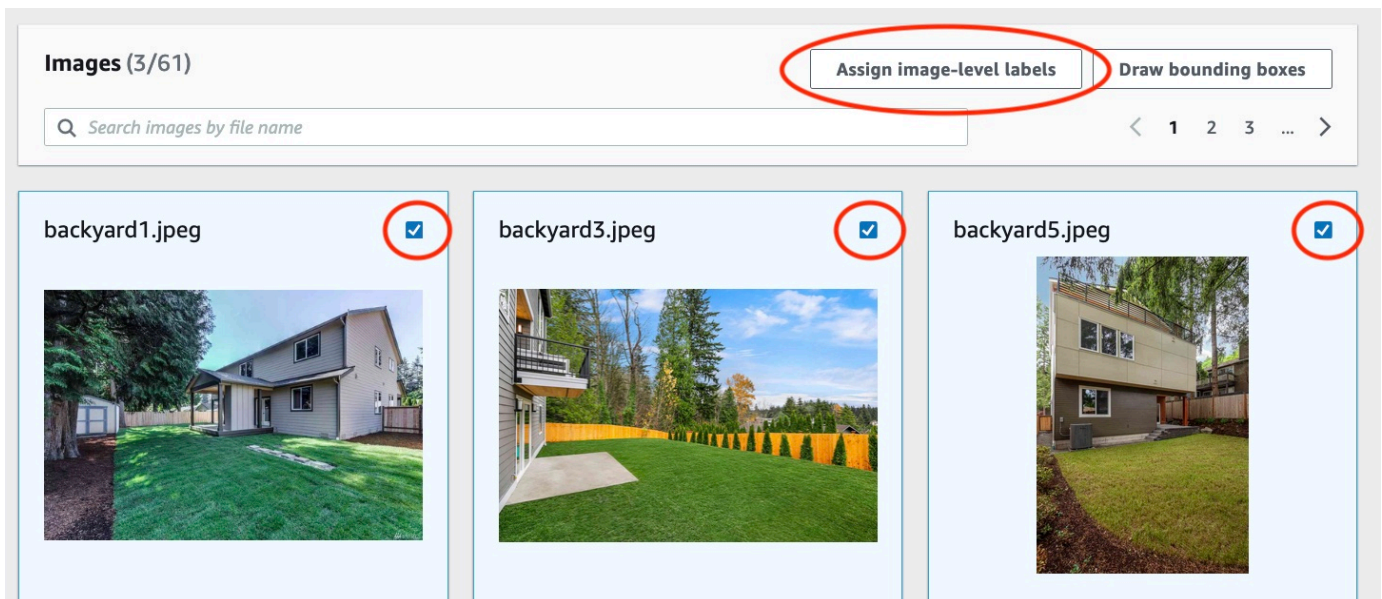 Images (3/61)
Assign image-level labels
Draw bounding boxes
Search images by file name
1 2 3 ...
backyard1.jpeg
backyard3.jpeg
backyard5.jpeg